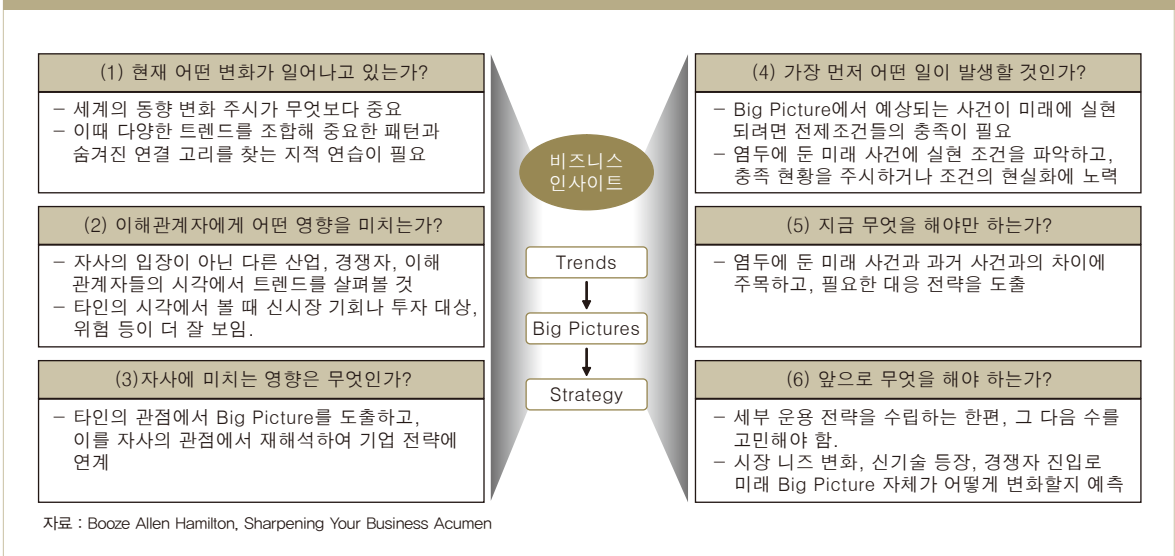 (1) 현재 어떤 변화가 일어나고 있는가?
– 세계의 동향 변화 주시가 무엇보다 중요
– 이때 다양한 트렌드를 조합해 중요한 패턴과
숨겨진 연결 고리를 찾는 지적 연습이 필요
(2) 이해관계자에게 어떤 영향을 미치는가?
– 자사의 입장이 아닌 다른 산업, 경쟁자, 이해
관계자들의 시각에서 트렌드를 살펴볼 것
– 타인의 시각에서 볼 때 신시장 기회나 투자 대상,
위험 등이 더 잘 보임.
(3)자사에 미치는 영향은 무엇인가?
– 타인의 관점에서 Big Picture를 도출하고,
이를 자사의 관점에서 재해석하여 기업 전략에
연계
비즈니스
인사이트
Trends
Big Pictures
Strategy
(4) 가장 먼저 어떤 일이 발생할 것인가?
– Big Picture에서 예상되는 사건이 미래에 실현
되려면 전제조건들의 충족이 필요
– 염두에 둔 미래 사건에 실현 조건을 파악하고,
충족 현황을 주시하거나 조건의 현실화에 노력
(5) 지금 무엇을 해야만 하는가?
– 염두에 둔 미래 사건과 과거 사건과의 차이에
주목하고, 필요한 대응 전략을 도출
(6) 앞으로 무엇을 해야 하는가?
– 세부 운용 전략을 수립하는 한편, 그 다음 수를
고민해야 함.
– 시장 니즈 변화, 신기술 등장, 경쟁자 진입로
미래 Big Picture 자체가 어떻게 변화할지 예측
자료 : Booze Allen Hamilton, Sharpening Your Business Acumen